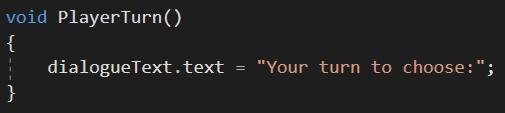 void PlayerTurn()
{
    dialogueText.text = "Your turn to choose:";
}